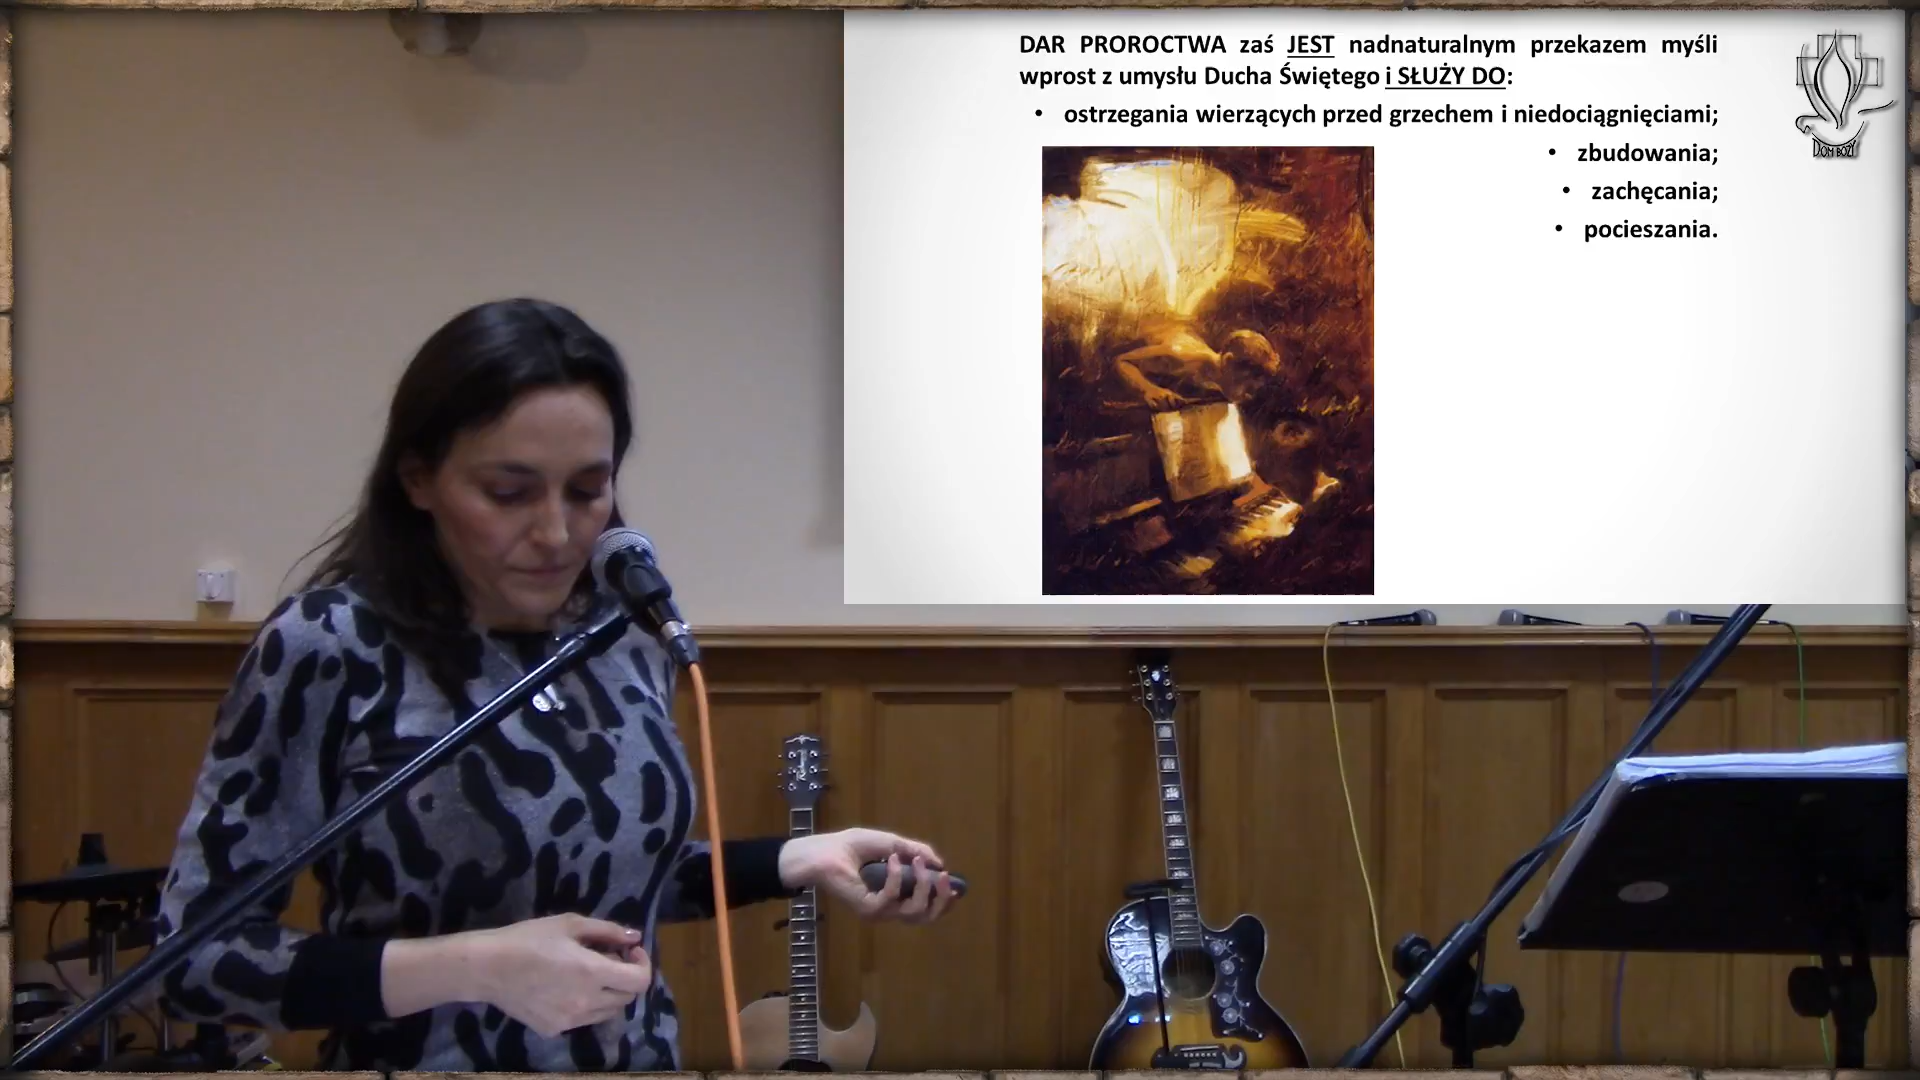 DAR PROROCTWA zaś JEST nadnaturalnym przekazem myśli
wprost z umysłu Ducha Świętego i SŁUŻY DO:
• ostrzegania wierzących przed grzechem i niedociągnięciami;
• zbudowania;
• zachęcania;
• pocieszania.
DOM BOŻY